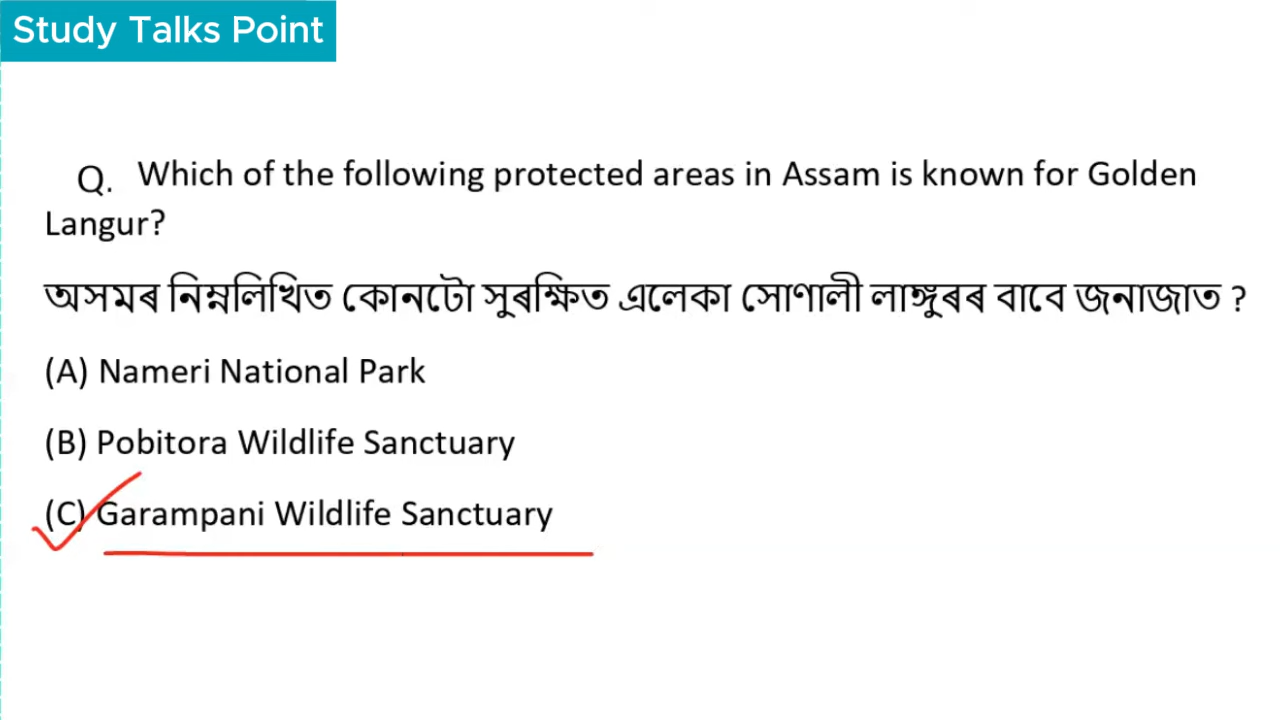 Study Talks Point
Q. Which of the following protected areas in Assam is known for Golden
Langur?
অসমৰ নিম্নলিখিত কোনটো সুৰক্ষিত এলেকা সোণালী লাঙ্গুৰৰ বাবে জনাজাত ?
(A) Nameri National Park
(B) Pobitora Wildlife Sanctuary
(C) Garampani Wildlife Sanctuary